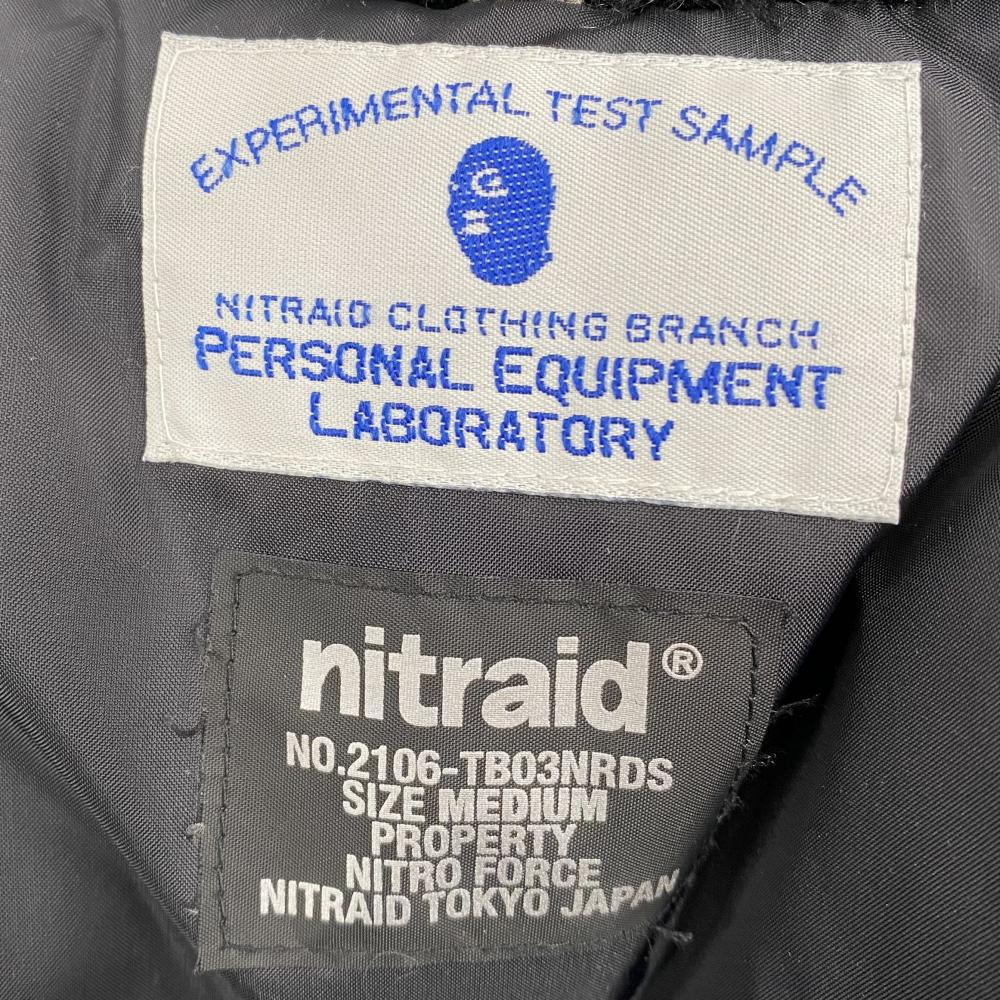 EXPERIMENTAL TEST SAMPLE
NITRAID CLOTHING BRANCH
PERSONAL EQUIPMENT
LABORATORY
nitraid®
NO.2106-TB03NRDS
SIZE MEDIUM
PROPERTY
NITRO FORCE
NITRAID TOKYO JAPAN